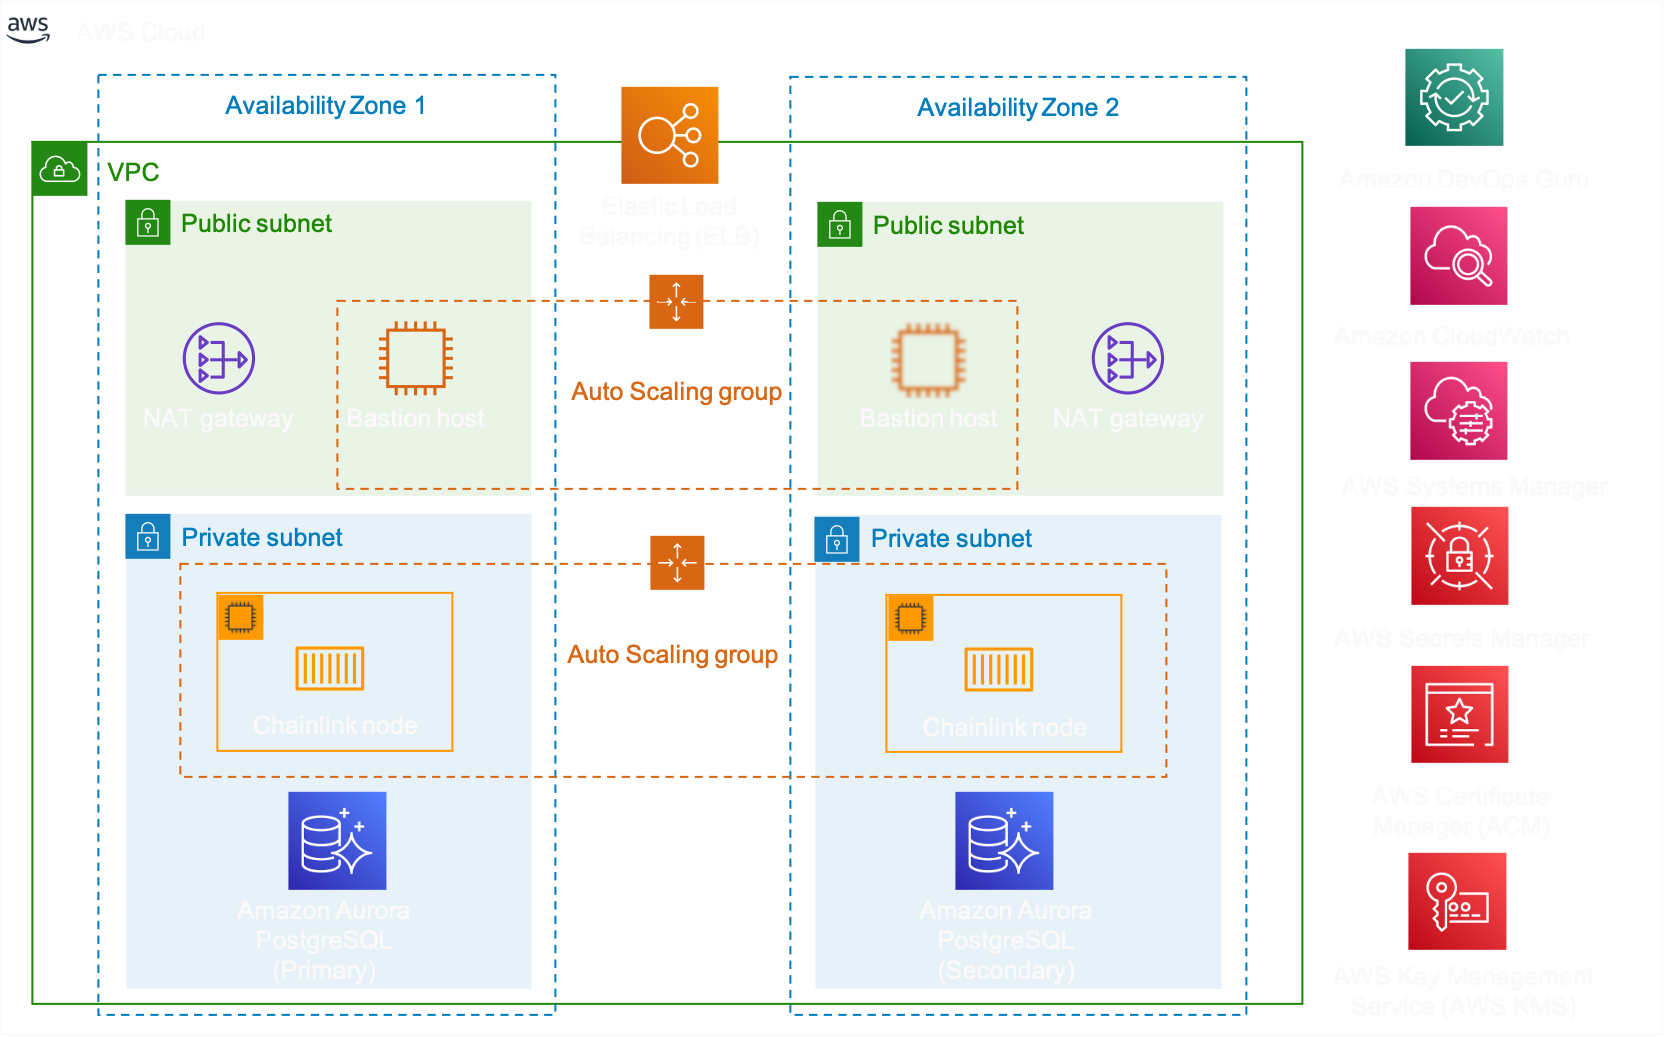 aws
AWS Cloud
Availability Zone 1
Availability Zone 2
VPC
Public subnet
Elastic Load
Balancing (ELB)
Public subnet
NAT gateway
Bastion host
Auto Scaling group
Bastion host
NAT gateway
Private subnet
Private subnet
Chainlink node
Auto Scaling group
Chainlink node
Amazon Aurora
PostgreSQL
(Primary)
Amazon Aurora
PostgreSQL
(Secondary)
Amazon DevOps Guru
Amazon CloudWatch
AWS Systems Manager
AWS Secrets Manager
AWS Certificate
Manager (ACM)
AWS Key Management
Service (AWS KMS)